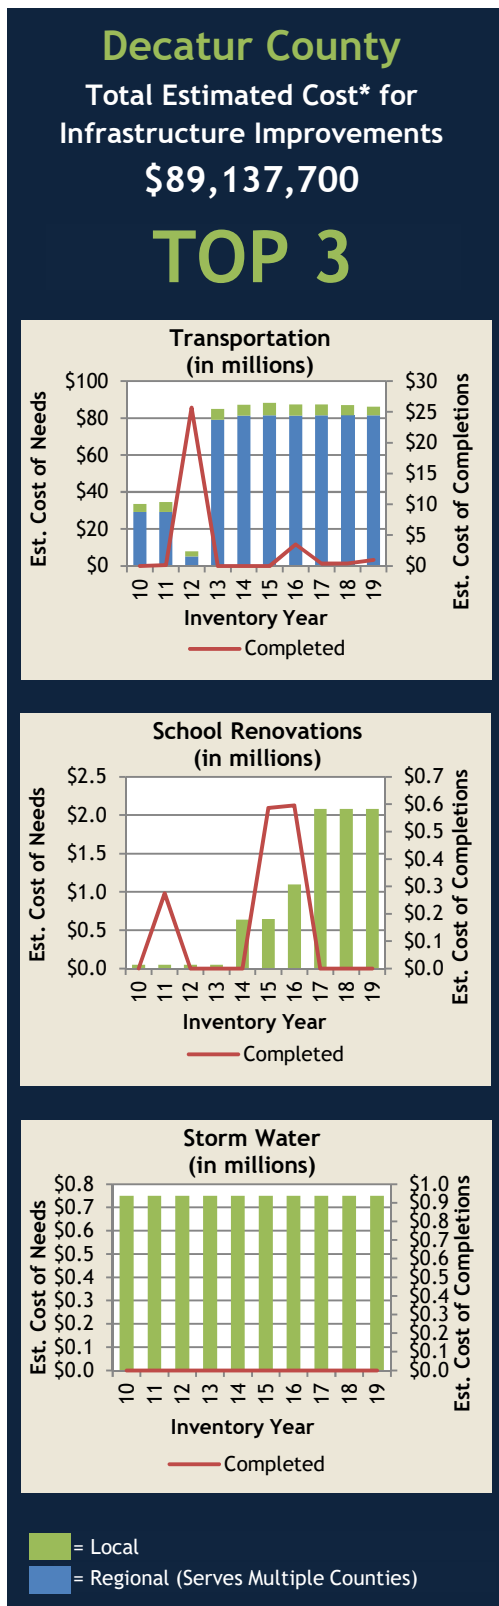 Decatur County
Total Estimated Cost* for
Infrastructure Improvements
$89,137,700
TOP 3
Transportation
(in millions)
Est. Cost of Needs
$100
$80
$60
$40
$20
$0
$30
$25
$20
$15
$10
$5
$0
Est. Cost of Completions
10 11 12 13 14 15 16 17 18 19
Inventory Year
Completed
School Renovations
(in millions)
Est. Cost of Needs
$2.5
$2.0
$1.5
$1.0
$0.5
$0.0
$0.7
$0.6
$0.5
$0.4
$0.3
$0.2
$0.1
$0.0
Est. Cost of Completions
10 11 12 13 14 15 16 17 18 19
Inventory Year
Completed
Storm Water
(in millions)
Est. Cost of Needs
$0.8
$0.7
$0.6
$0.5
$0.4
$0.3
$0.2
$0.1
$0.0
$1.0
$0.9
$0.8
$0.7
$0.6
$0.5
$0.4
$0.3
$0.2
$0.1
$0.0
Est. Cost of Completions
10 11 12 13 14 15 16 17 18 19
Inventory Year
Completed
= Local
= Regional (Serves Multiple Counties)